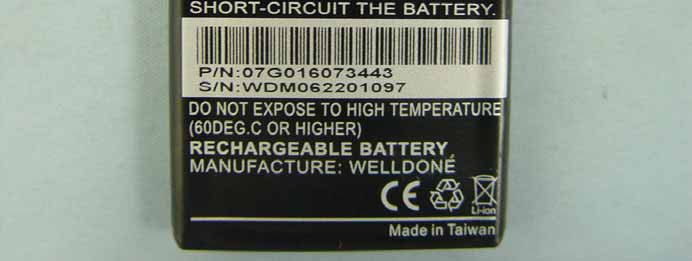 SHORT-CIRCUIT THE BATTERY.
P/N:07G016073443
S/N:WDM062201097
DO NOT EXPOSE TO HIGH TEMPERATURE
(60DEG.C OR HIGHER)
RECHARGEABLE BATTERY
MANUFACTURE: WELLDONE
CE
Li-ion
Made in Taiwan